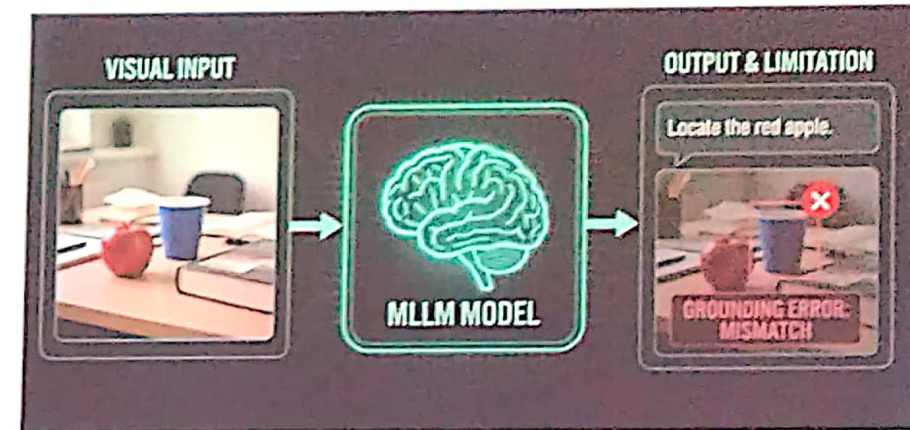 VISUAL INPUT
OUTPUT & LIMITATION
Locate the red apple.
MLLM MODEL
GROUNDING ERROR:
MISMATCH